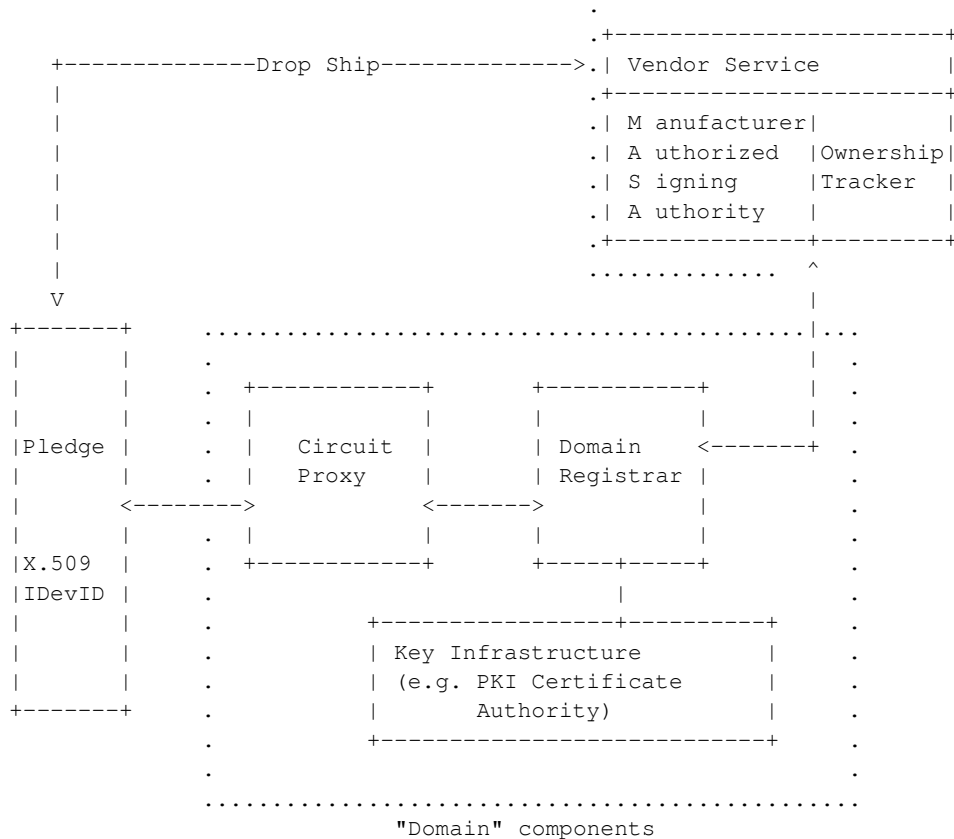 Drop Ship
Vendor Service
M anufacturer
A uthorized Ownership
S igning Tracker
A uthority
Pledge Circuit Domain
Proxy Registrar
X.509
IDevID
Key Infrastructure
(e.g. PKI Certificate
Authority)
"Domain" components